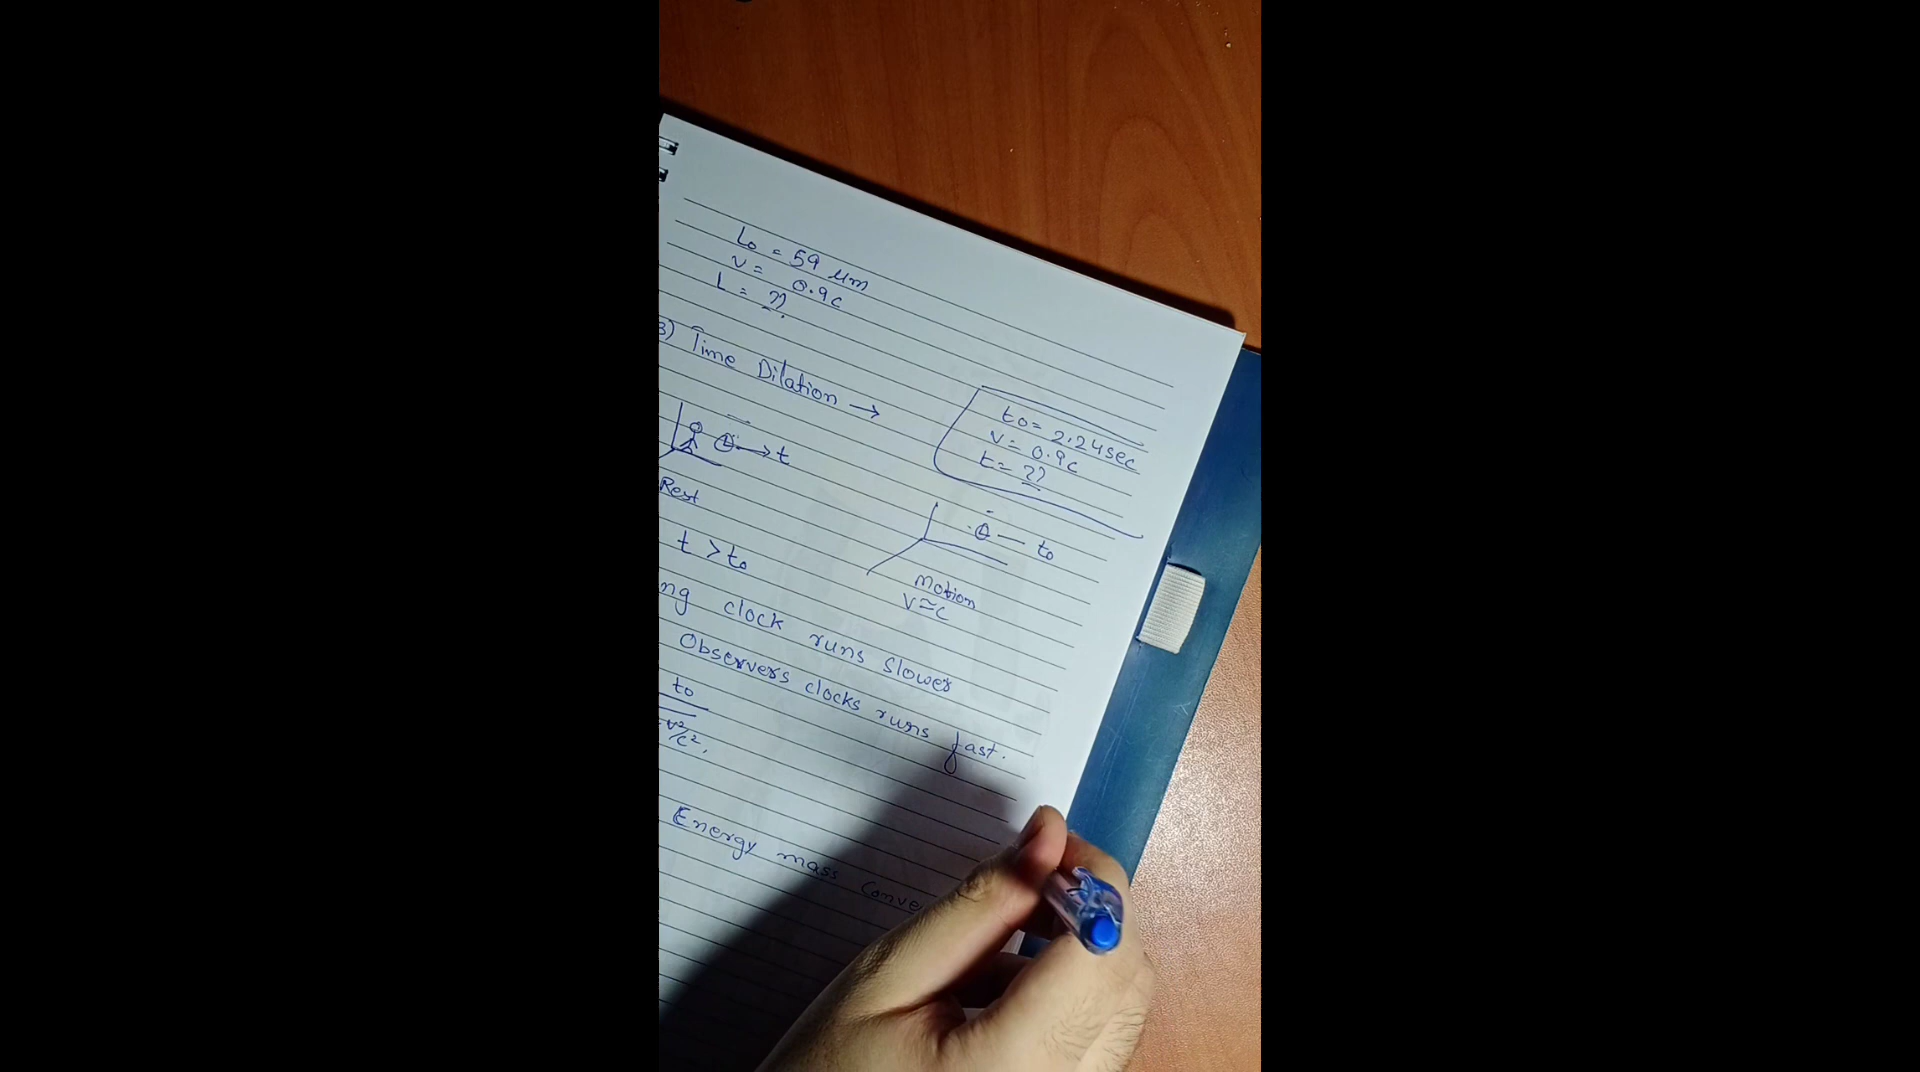 L₀ = 59 μm
v = 0.9c
L = ??
3) Time Dilation →
t₀ = 2.24sec
v = 0.9c
t = ??
t
Rest
t₀
Motion
v≅c
t > t₀
ng clock runs slower
Observers clocks runs fast.
t₀
v²/c².
Energy mass Conve